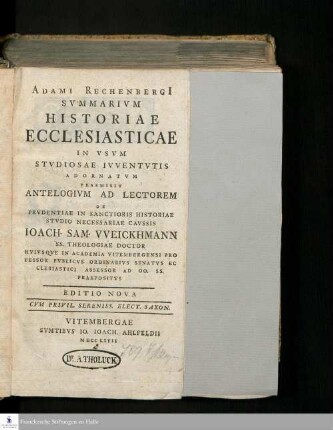 ADAMI RECHENBERGI
SVMMARIVM
HISTORIAE
ECCLESIASTICAE
IN VSVM
STVDIOSAE IVVENTVTIS
ADORNATVM
PRAEMISIT
ANTELOGIVM AD LECTOREM
DE
PRVDENTIAE IN SANCTIORIS HISTORIAE
STVDIO NECESSARIAE CAVSSIS
IOACH· SAM· VVEICKHMANN
SS. THEOLOGIAE DOCTOR
EIVSQVE IN ACADEMIA VITEMBERGENSI PRO
FESSOR PVBLICVS ORDINARIVS SENATVS EC
CLESIASTICI ASSESSOR AD OO. SS.
PRAEPOSITVS
EDITIO NOVA
CVM PRIVIL. SERENISS. ELECT. SAXON.
VITEMBERGAE
SVMTIBVS IO. IOACH. AHLFELDII
MDCCLXVII
Dr. A. THOLUCK
Franckesche Stiftungen zu Halle